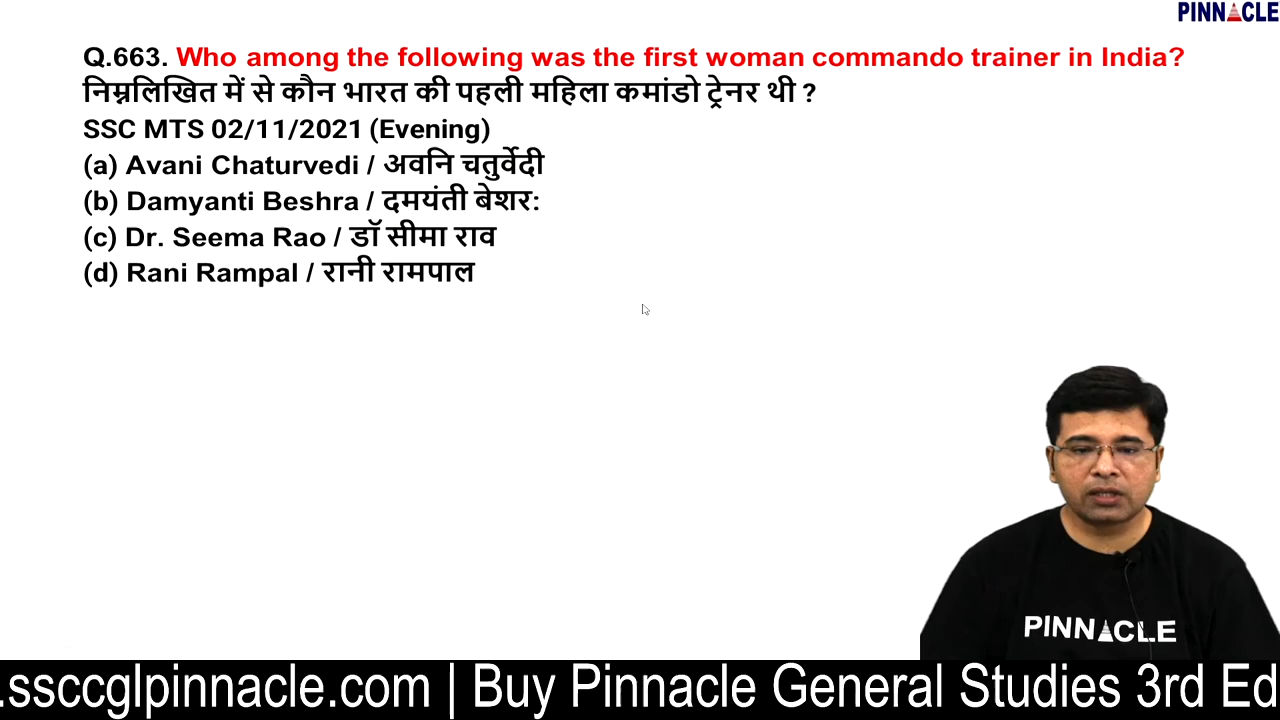 PINNACLE
Q.663. Who among the following was the first woman commando trainer in India?
निम्नलिखित में से कौन भारत की पहली महिला कमांडो ट्रेनर थी ?
SSC MTS 02/11/2021 (Evening)
(a) Avani Chaturvedi / अवनि चतुर्वेदी
(b) Damyanti Beshra / दमयंती बेशर:
(c) Dr. Seema Rao / डॉ सीमा राव
(d) Rani Rampal / रानी रामपाल
PINNACLE
.ssccglpinnacle.com | Buy Pinnacle General Studies 3rd Ed